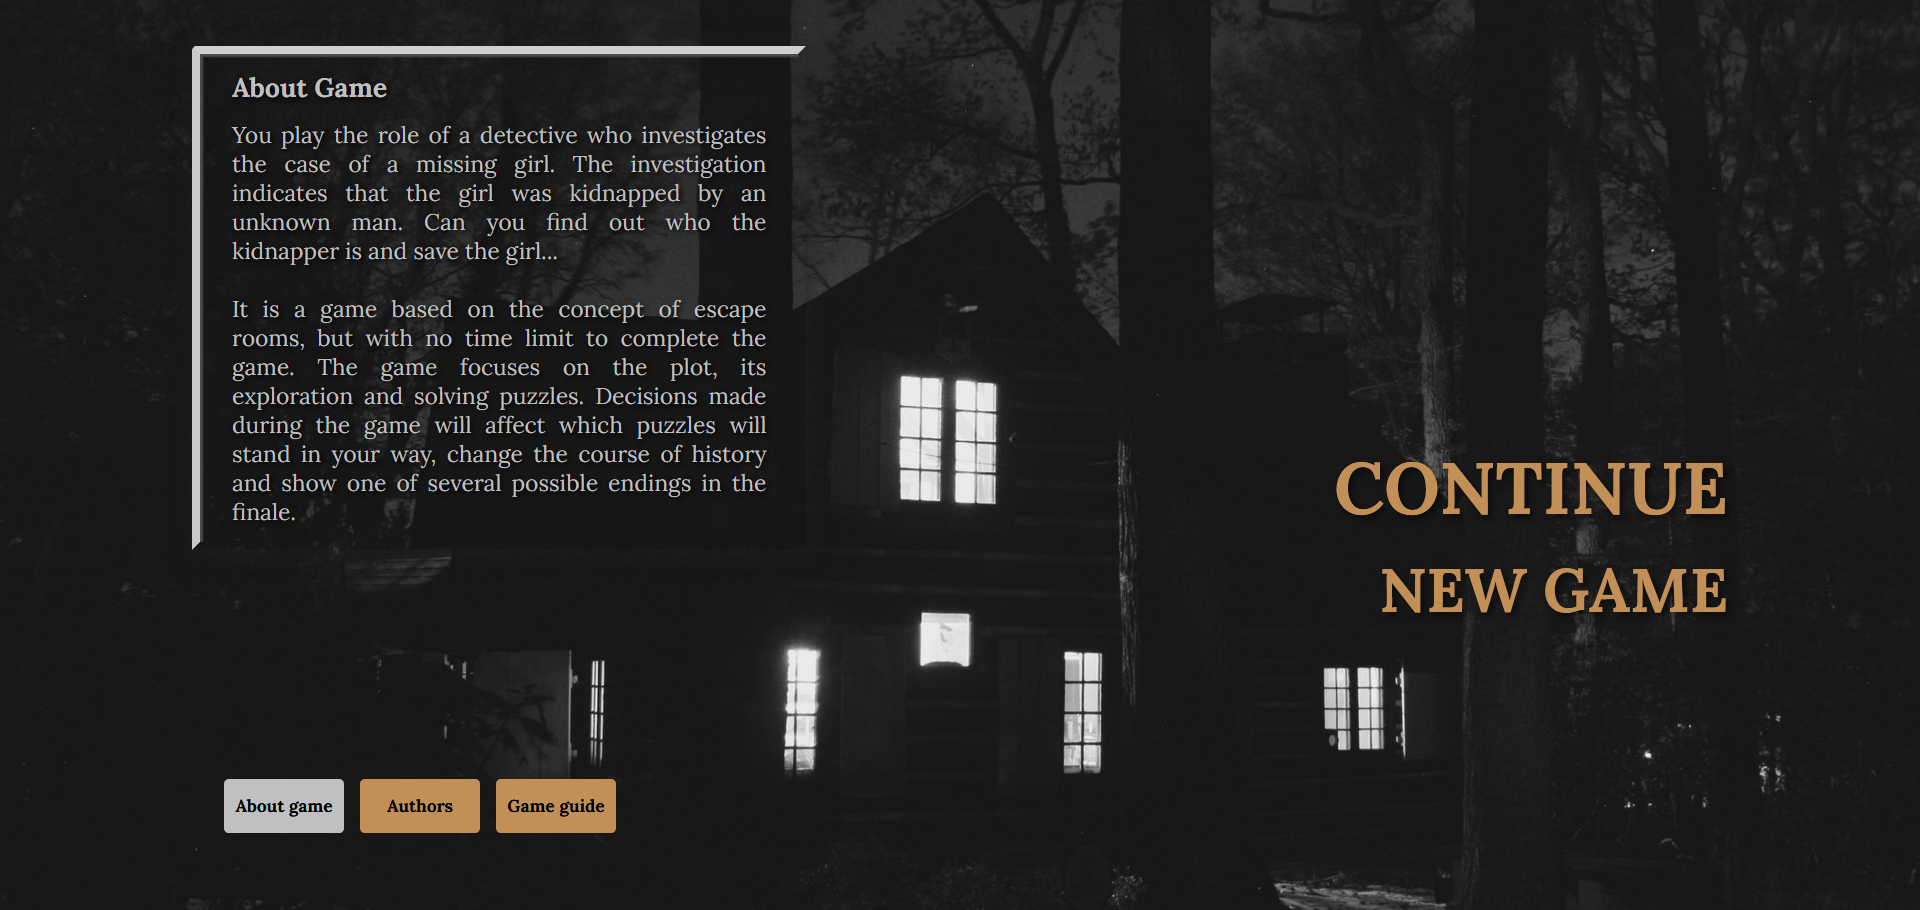 About Game
You play the role of a detective who investigates
the case of a missing girl. The investigation
indicates that the girl was kidnapped by an
unknown man. Can you find out who the
kidnapper is and save the girl...
It is a game based on the concept of escape
rooms, but with no time limit to complete the
game. The game focuses on the plot, its
exploration and solving puzzles. Decisions made
during the game will affect which puzzles will
stand in your way, change the course of history
and show one of several possible endings in the
finale.
CONTINUE
NEW GAME
About game
Authors
Game guide